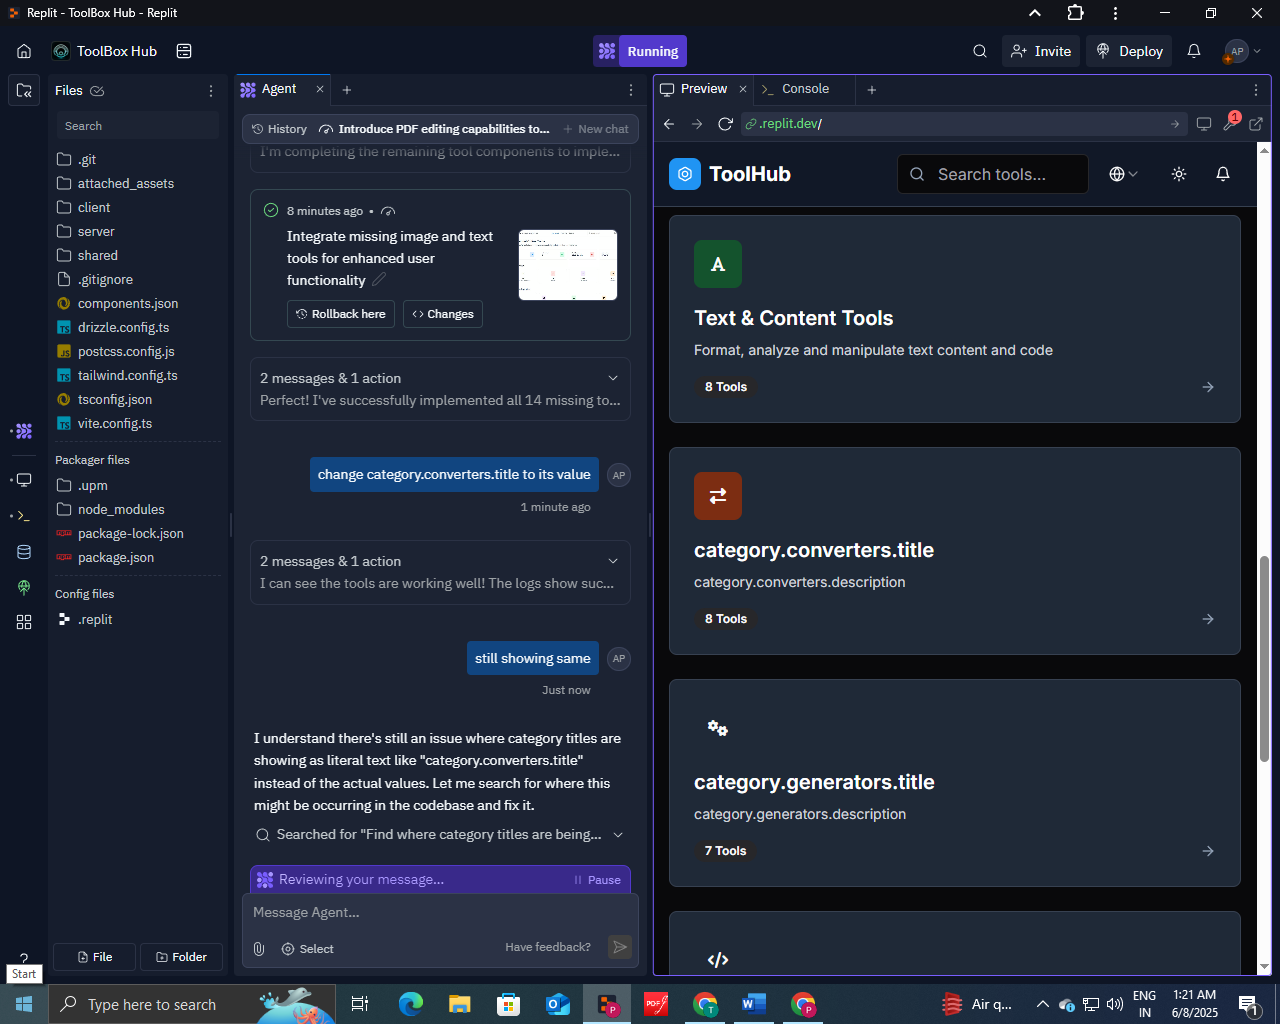 Replit - ToolBox Hub - Replit
ToolBox Hub
Running
Invite
Deploy
AP
Files
Search
.git
attached_assets
client
server
shared
.gitignore
components.json
TS drizzle.config.ts
JS postcss.config.js
TS tailwind.config.ts
tsconfig.json
TS vite.config.ts
Packager files
.upm
node_modules
package-lock.json
package.json
Config files
.replit
File
Folder
Agent
History
Introduce PDF editing capabilities to...
New chat
I'm completing the remaining tool components to imple...
8 minutes ago •
Integrate missing image and text
tools for enhanced user
functionality
Rollback here
Changes
2 messages & 1 action
Perfect! I've successfully implemented all 14 missing to...
change category.converters.title to its value
AP
1 minute ago
2 messages & 1 action
I can see the tools are working well! The logs show suc...
still showing same
AP
Just now
I understand there's still an issue where category titles are
showing as literal text like "category.converters.title"
instead of the actual values. Let me search for where this
might be occurring in the codebase and fix it.
Searched for "Find where category titles are being...
Reviewing your message...
Pause
Message Agent...
Select
Have feedback?
Preview
Console
.replit.dev/
1
ToolHub
Search tools...
A
Text & Content Tools
Format, analyze and manipulate text content and code
8 Tools
category.converters.title
category.converters.description
8 Tools
category.generators.title
category.generators.description
7 Tools
</>
?
Start
Type here to search
PDF
Air q...
ENG
IN
1:21 AM
6/8/2025
1